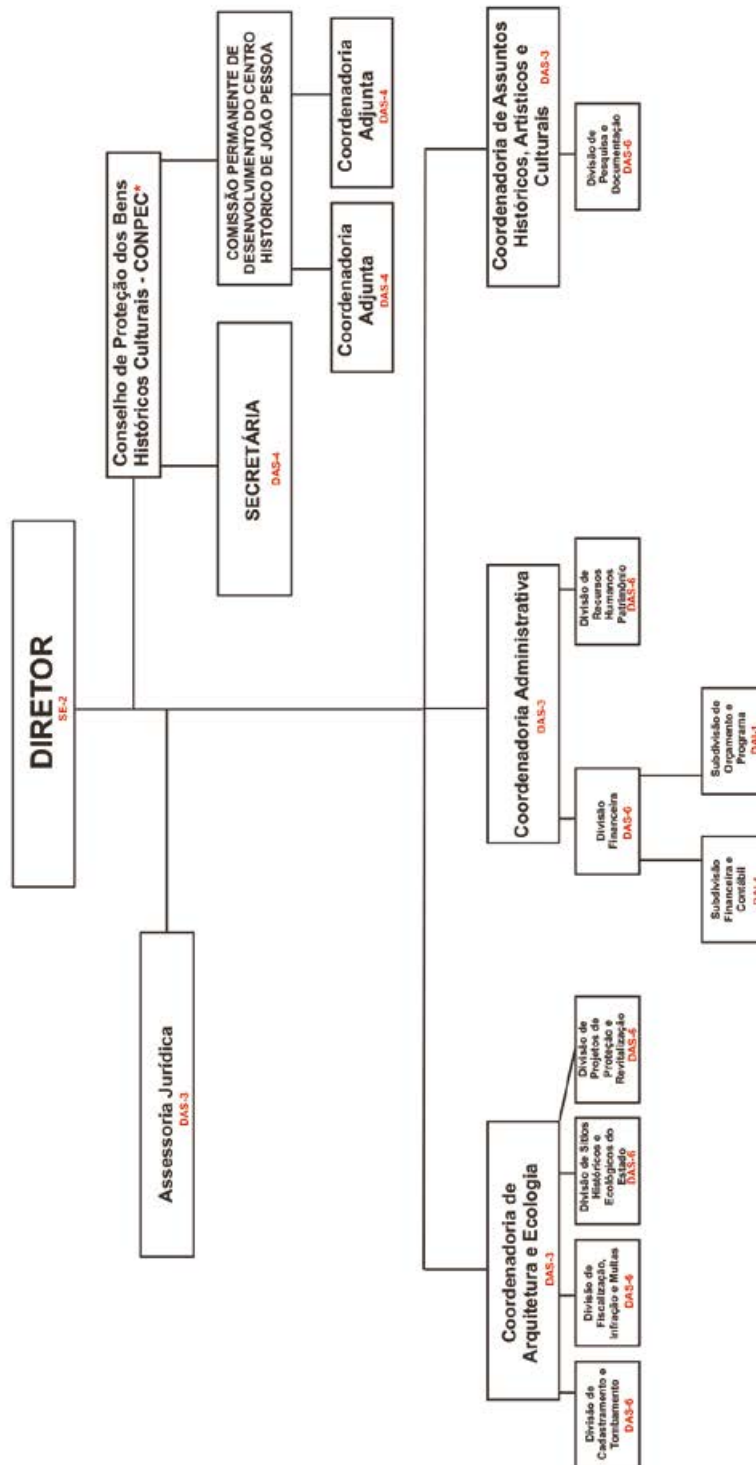 DIRETOR
SE-2
Assessoria Jurídica
DAS-3
Conselho de Proteção dos Bens
Históricos Culturais - CONPEC*
SECRETÁRIA
DAS-4
COMISSÃO PERMANENTE DE
DESENVOLVIMENTO DO CENTRO
HISTÓRICO DE JOÃO PESSOA
Coordenadoria
Adjunta
DAS-4
Coordenadoria
Adjunta
DAS-4
Coordenadoria de
Arquitetura e Ecologia
DAS-3
Divisão de
Cadastramento e
Tombamento
DAS-6
Divisão de
Fiscalização,
Infração e Multas
DAS-6
Divisão de Sítios
Históricos e
Ecológicos do
Estado
DAS-6
Divisão de
Projetos de
Proteção e
Revitalização
DAS-6
Coordenadoria Administrativa
DAS-3
Divisão
Financeira
DAS-6
Divisão de
Recursos
Humanos
Patrimônio
DAS-6
Subdivisão
Financeira e
Contábil
Subdivisão de
Orçamento e
Programa
Coordenadoria de Assuntos
Históricos, Artísticos e
Culturais DAS-3
Divisão de
Pesquisa e
Documentação
DAS-6